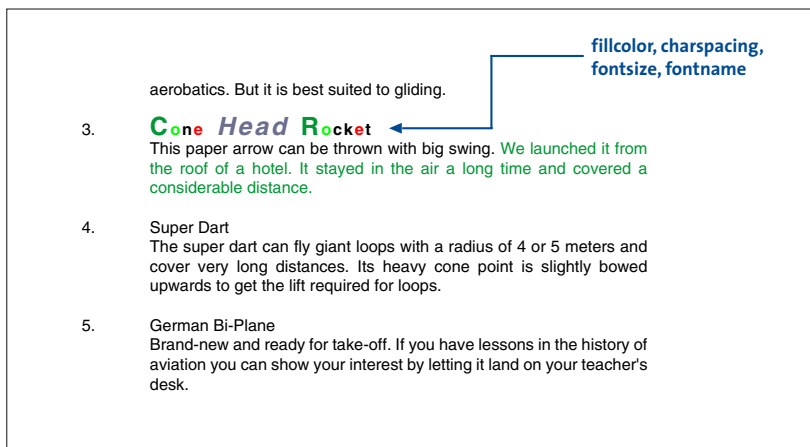 fillcolor, charspacing,
fontsize, fontname
aerobatics. But it is best suited to gliding.
3. Cone Head Rocket
This paper arrow can be thrown with big swing. We launched it from
the roof of a hotel. It stayed in the air a long time and covered a
considerable distance.
4. Super Dart
The super dart can fly giant loops with a radius of 4 or 5 meters and
cover very long distances. Its heavy cone point is slightly bowed
upwards to get the lift required for loops.
5. German Bi-Plane
Brand-new and ready for take-off. If you have lessons in the history of
aviation you can show your interest by letting it land on your teacher's
desk.